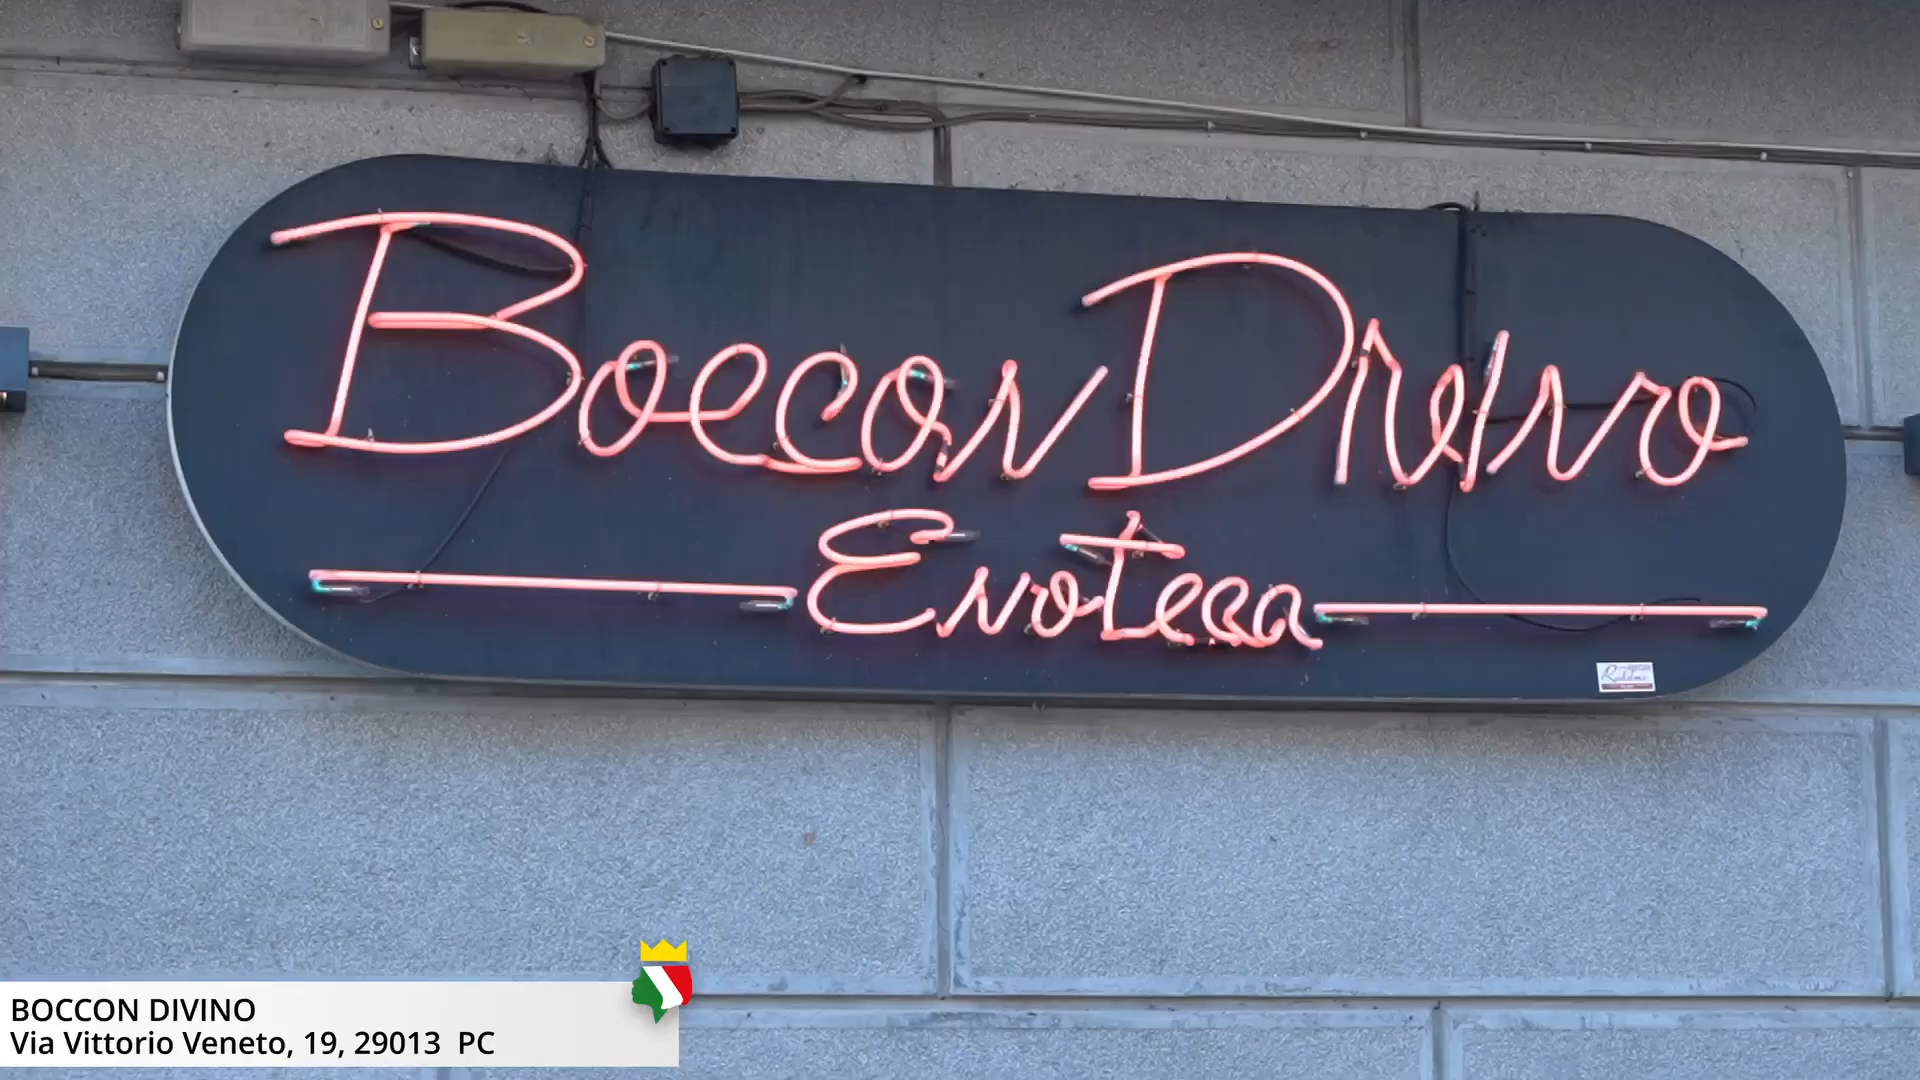 Boccon Divino
Enoteca
BOCCON DIVINO
Via Vittorio Veneto, 19, 29013 PC